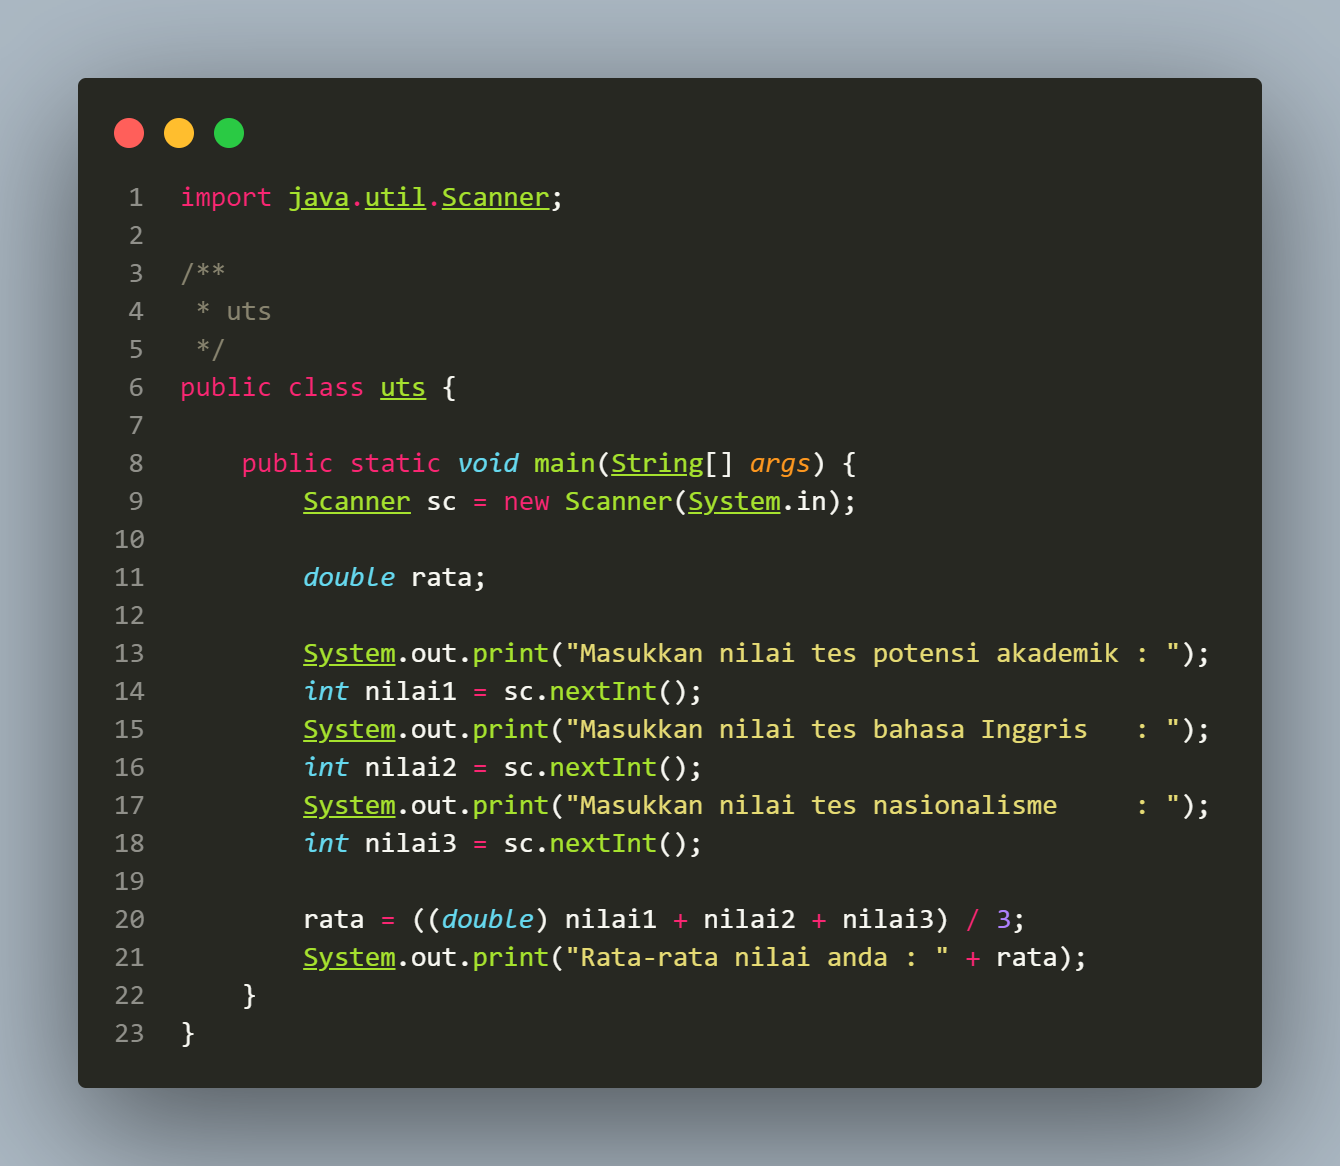 1 import java.util.Scanner;
2
3 /**
4  * uts
5  */
6 public class uts {
7
8     public static void main(String[] args) {
9         Scanner sc = new Scanner(System.in);
10
11         double rata;
12
13         System.out.print("Masukkan nilai tes potensi akademik : ");
14         int nilai1 = sc.nextInt();
15         System.out.print("Masukkan nilai tes bahasa Inggris   : ");
16         int nilai2 = sc.nextInt();
17         System.out.print("Masukkan nilai tes nasionalisme     : ");
18         int nilai3 = sc.nextInt();
19
20         rata = ((double) nilai1 + nilai2 + nilai3) / 3;
21         System.out.print("Rata-rata nilai anda : " + rata);
22     }
23 }